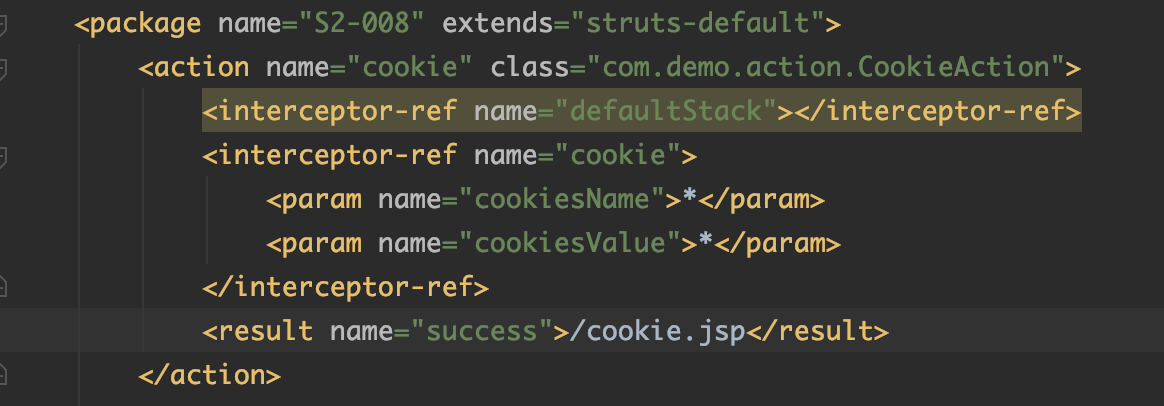 <package name="S2-008" extends="struts-default">
<action name="cookie" class="com.demo.action.CookieAction">
<interceptor-ref name="defaultStack"></interceptor-ref>
<interceptor-ref name="cookie">
<param name="cookiesName">*</param>
<param name="cookiesValue">*</param>
</interceptor-ref>
<result name="success">/cookie.jsp</result>
</action>